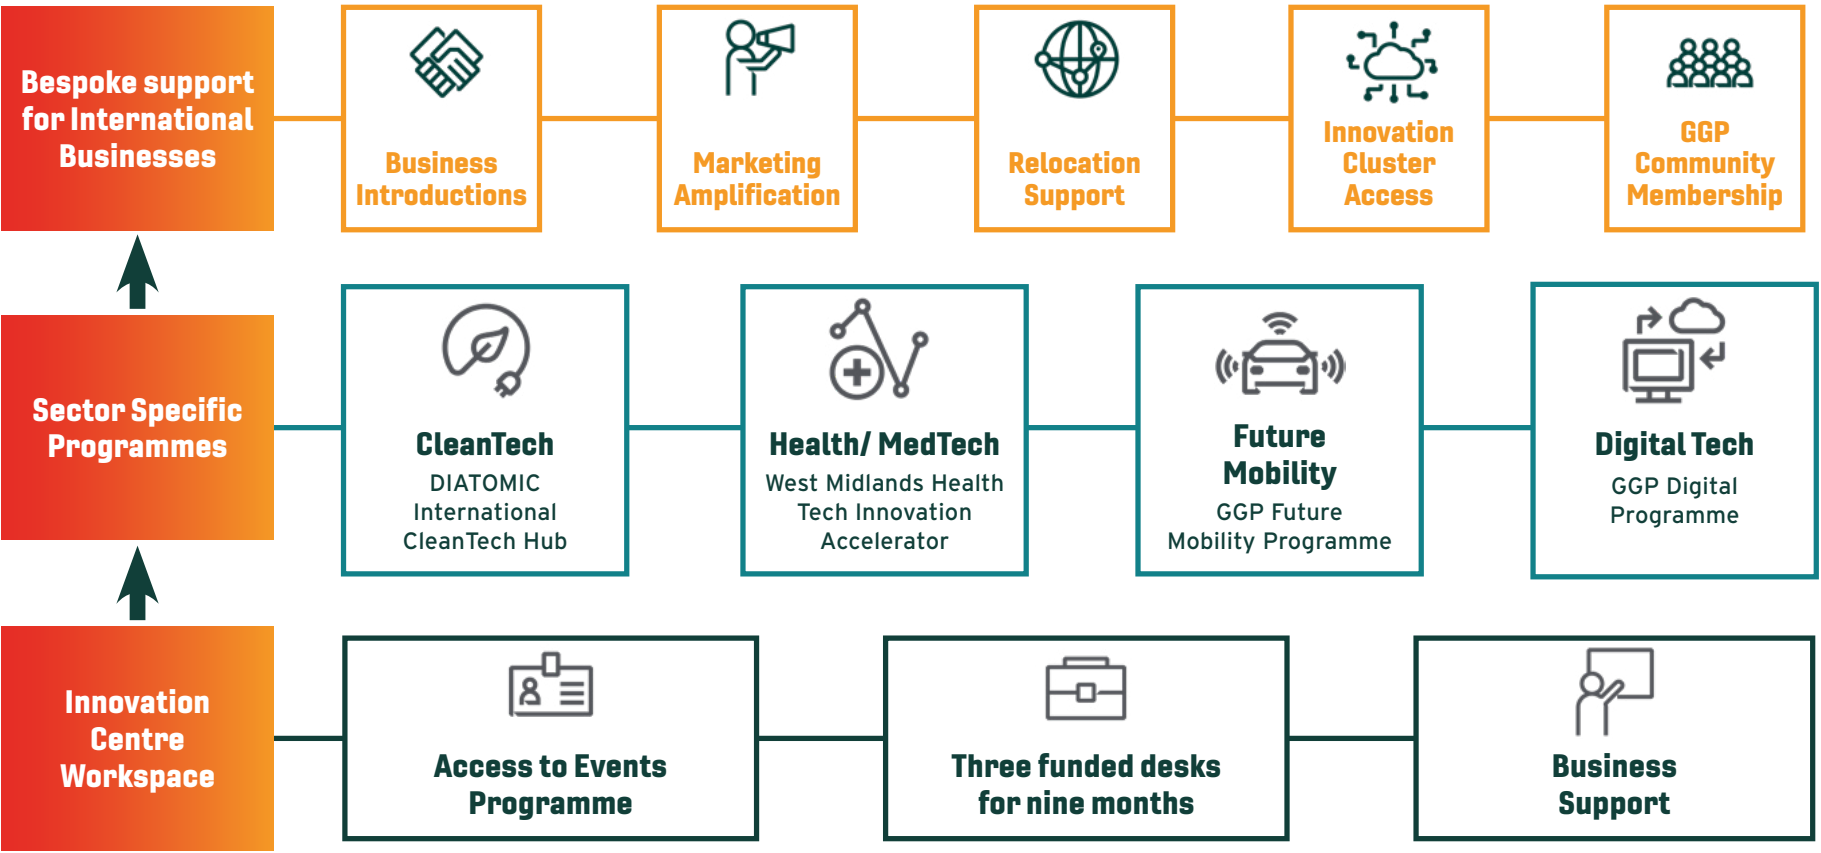 Bespoke support
for International
Businesses
Business
Introductions
Marketing
Amplification
Relocation
Support
Innovation
Cluster
Access
GGP
Community
Membership
Sector Specific
Programmes
CleanTech
DIATOMIC
International
CleanTech Hub
Health/ MedTech
West Midlands Health
Tech Innovation
Accelerator
Future
Mobility
GGP Future
Mobility Programme
Digital Tech
GGP Digital
Programme
Innovation
Centre
Workspace
Access to Events
Programme
Three funded desks
for nine months
Business
Support